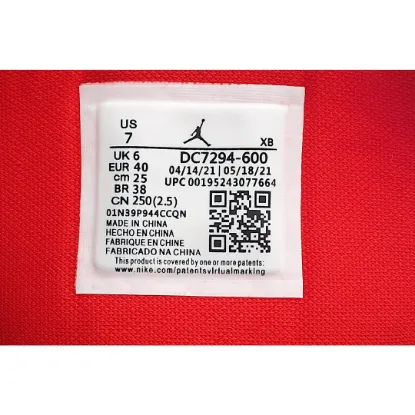 US
7
XB
UK 6
DC7294-600
EUR 40
04/14/21 | 05/18/21
cm 25
UPC 00195243077664
BR 38
CN 250(2.5)
01N39P944CCQN
MADE IN CHINA
HECHO EN CHINA
FABRIQUE EN CHINE
FABRICADO NA CHINA
This product is covered by one or more patents. See
www.nike.com/patentsvirtualmarking